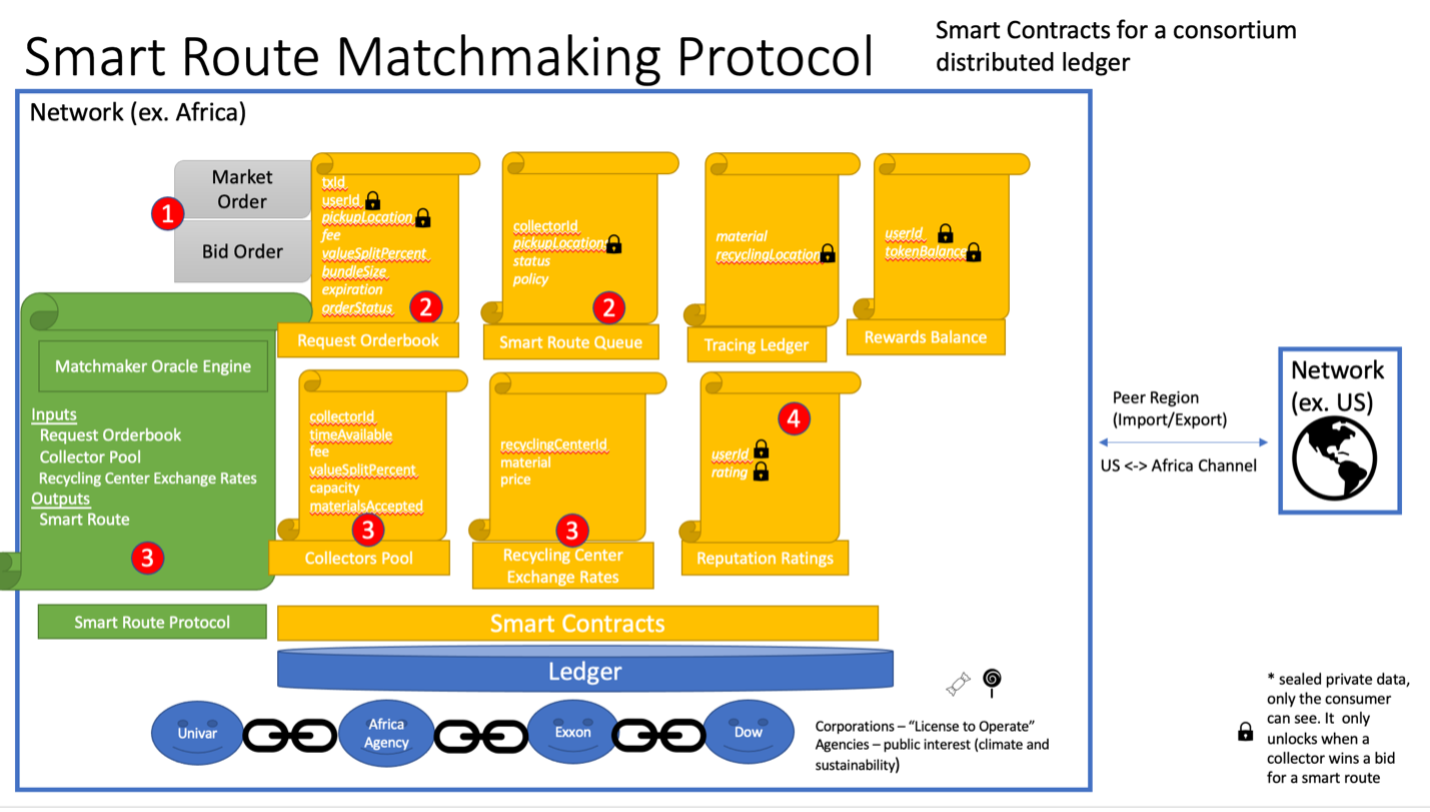 Smart Route Matchmaking Protocol
Smart Contracts for a consortium
distributed ledger
Network (ex. Africa)
1
Market
Order
Bid Order
txId
userId
pickupLocation
fee
valueSplitPercent
bundleSize
expiration
orderStatus
2
Request Orderbook
collectorId
pickupLocation
status
policy
2
Smart Route Queue
material
recyclingLocation
Tracing Ledger
userId
tokenBalance
Rewards Balance
Matchmaker Oracle Engine
Inputs
Request Orderbook
Collector Pool
Recycling Center Exchange Rates
Outputs
Smart Route
3
Smart Route Protocol
collectorId
timeAvailable
fee
valueSplitPercent
capacity
materialsAccepted
3
Collectors Pool
recyclingCenterId
material
price
3
Recycling Center
Exchange Rates
4
userId
rating
Reputation Ratings
Smart Contracts
Ledger
Univar
Africa
Agency
Exxon
Dow
Corporations – “License to Operate”
Agencies – public interest (climate and
sustainability)
Peer Region
(Import/Export)
US <-> Africa Channel
Network
(ex. US)
* sealed private data,
only the consumer
can see. It only
unlocks when a
collector wins a bid
for a smart route